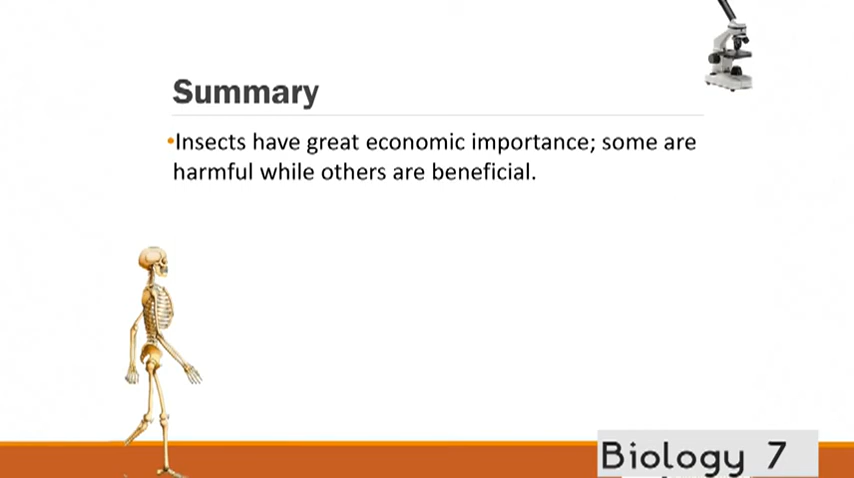 Summary
•Insects have great economic importance; some are
harmful while others are beneficial.
Biology 7